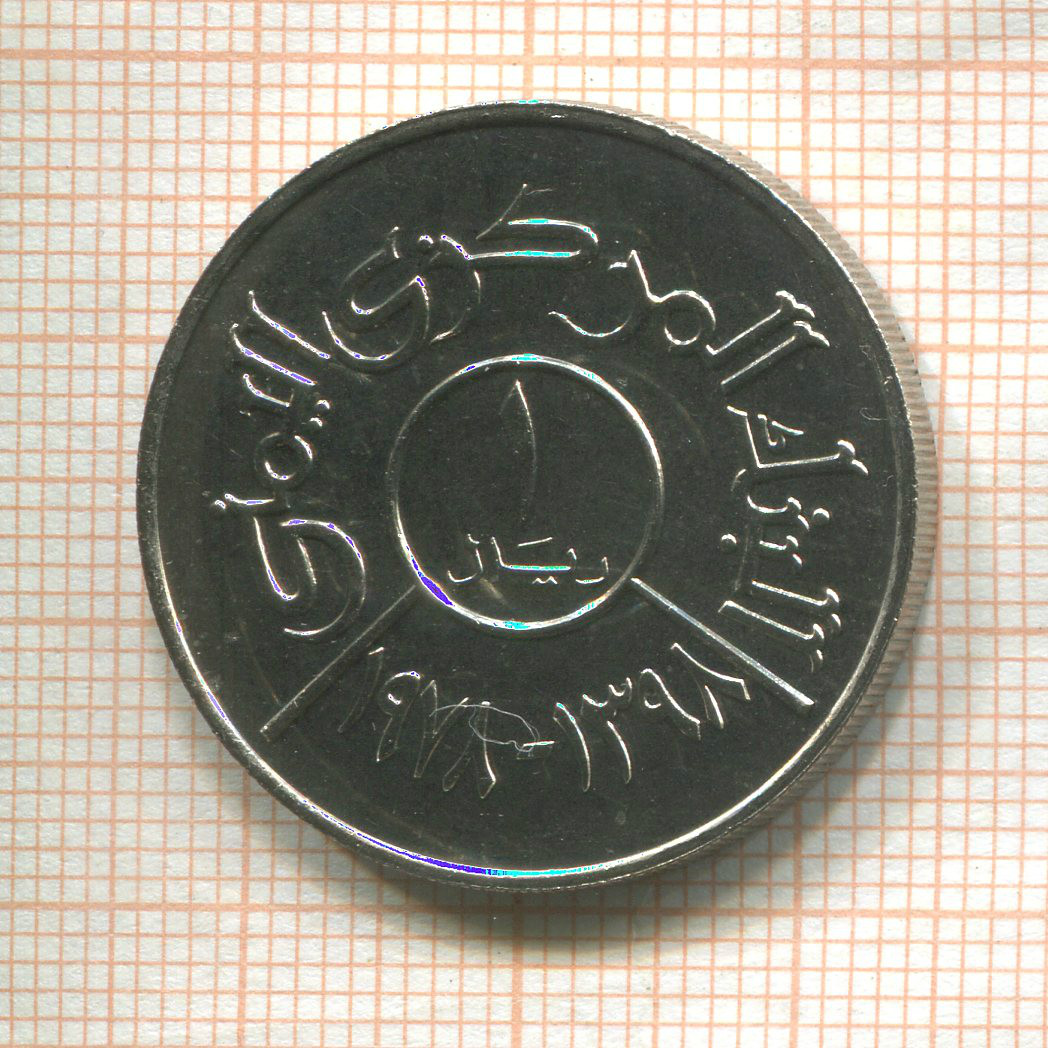 البنك المركزي اليمني
١
ريال
١٩٧٨ - ١٣٩٨